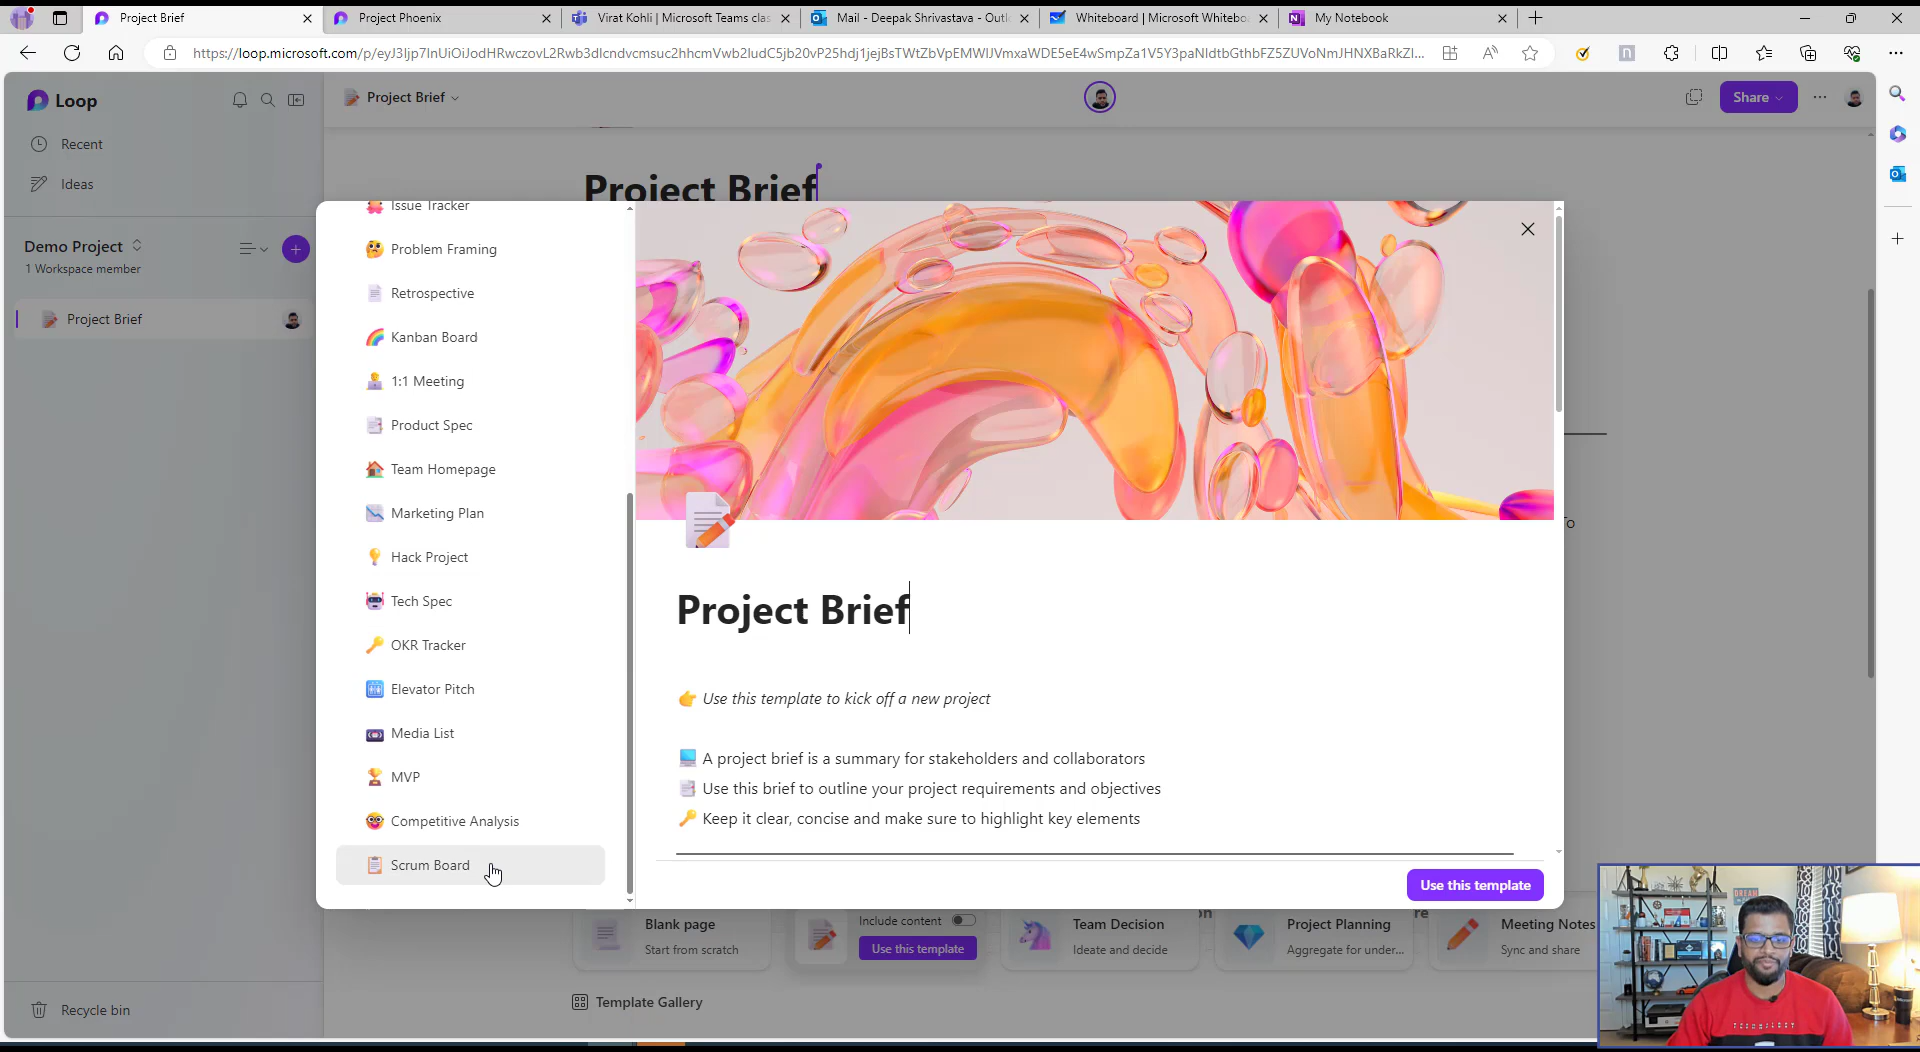 Project Brief
Project Phoenix
Virat Kohli | Microsoft Teams clas
Mail - Deepak Shrivastava - Outl
Whiteboard | Microsoft Whitebo
My Notebook
Loop
Project Brief
Share
Recent
Ideas
Project Brief
Demo Project
1 Workspace member
Project Brief
Issue Tracker
Problem Framing
Retrospective
Kanban Board
1:1 Meeting
Product Spec
Team Homepage
Marketing Plan
Hack Project
Tech Spec
OKR Tracker
Elevator Pitch
Media List
MVP
Competitive Analysis
Scrum Board
Project Brief
Use this template to kick off a new project
A project brief is a summary for stakeholders and collaborators
Use this brief to outline your project requirements and objectives
Keep it clear, concise and make sure to highlight key elements
Use this template
Blank page
Start from scratch
Include content
Use this template
Team Decision
Ideate and decide
Project Planning
Aggregate for under...
Meeting Notes
Sync and share
Template Gallery
Recycle bin
DREAM